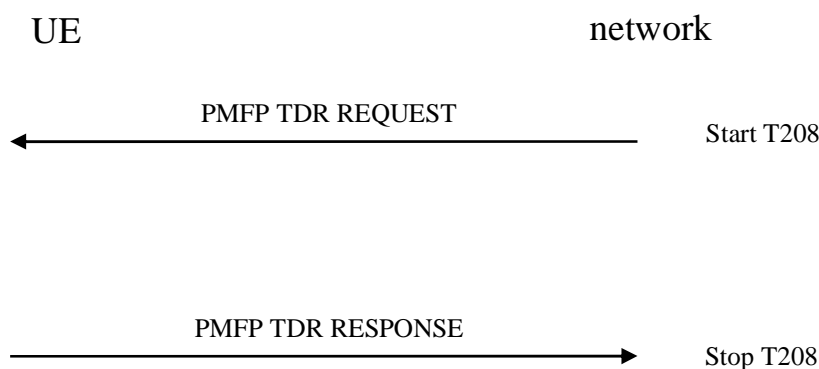 UE
network
PMFP TDR REQUEST
Start T208
PMFP TDR RESPONSE
Stop T208